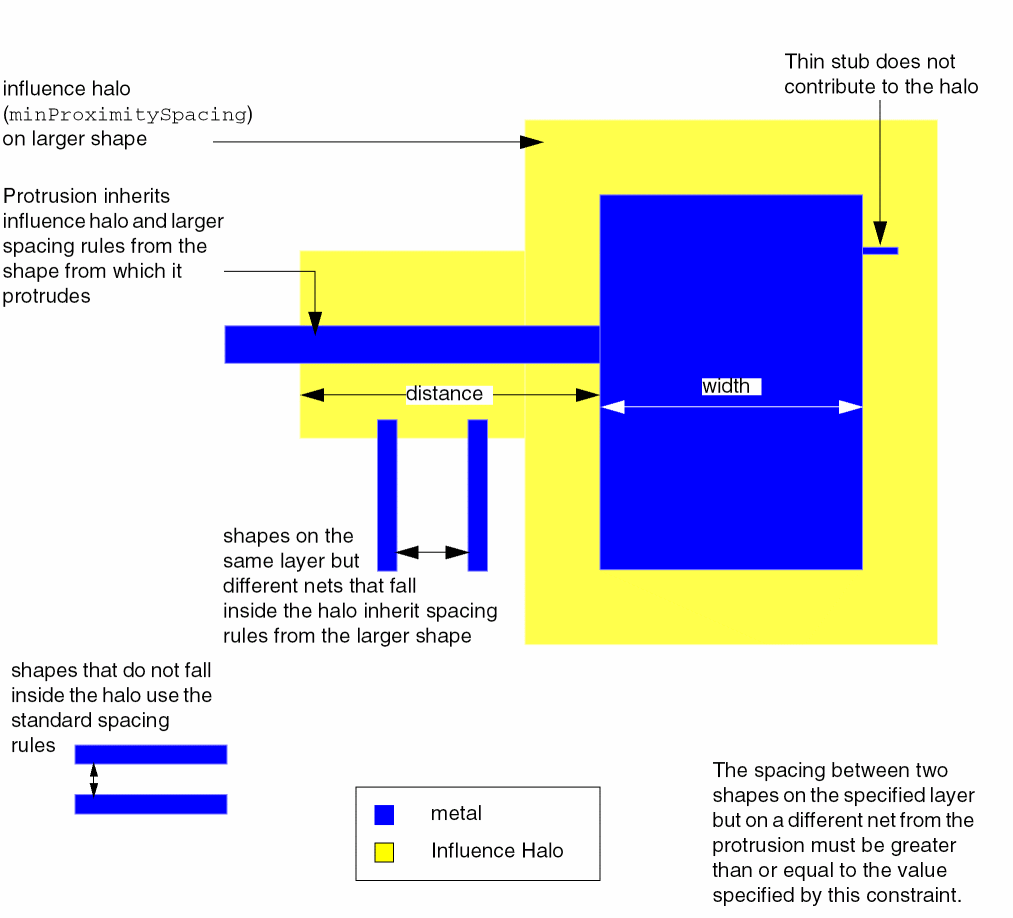 Thin stub does not
contribute to the halo
influence halo
(minProximitySpacing)
on larger shape
Protrusion inherits
influence halo and larger
spacing rules from the
shape from which it
protrudes
width
distance
shapes on the
same layer but
different nets that fall
inside the halo inherit spacing
rules from the larger shape
shapes that do not fall
inside the halo use the
standard spacing
rules
metal
Influence Halo
The spacing between two
shapes on the specified layer
but on a different net from the
protrusion must be greater
than or equal to the value
specified by this constraint.